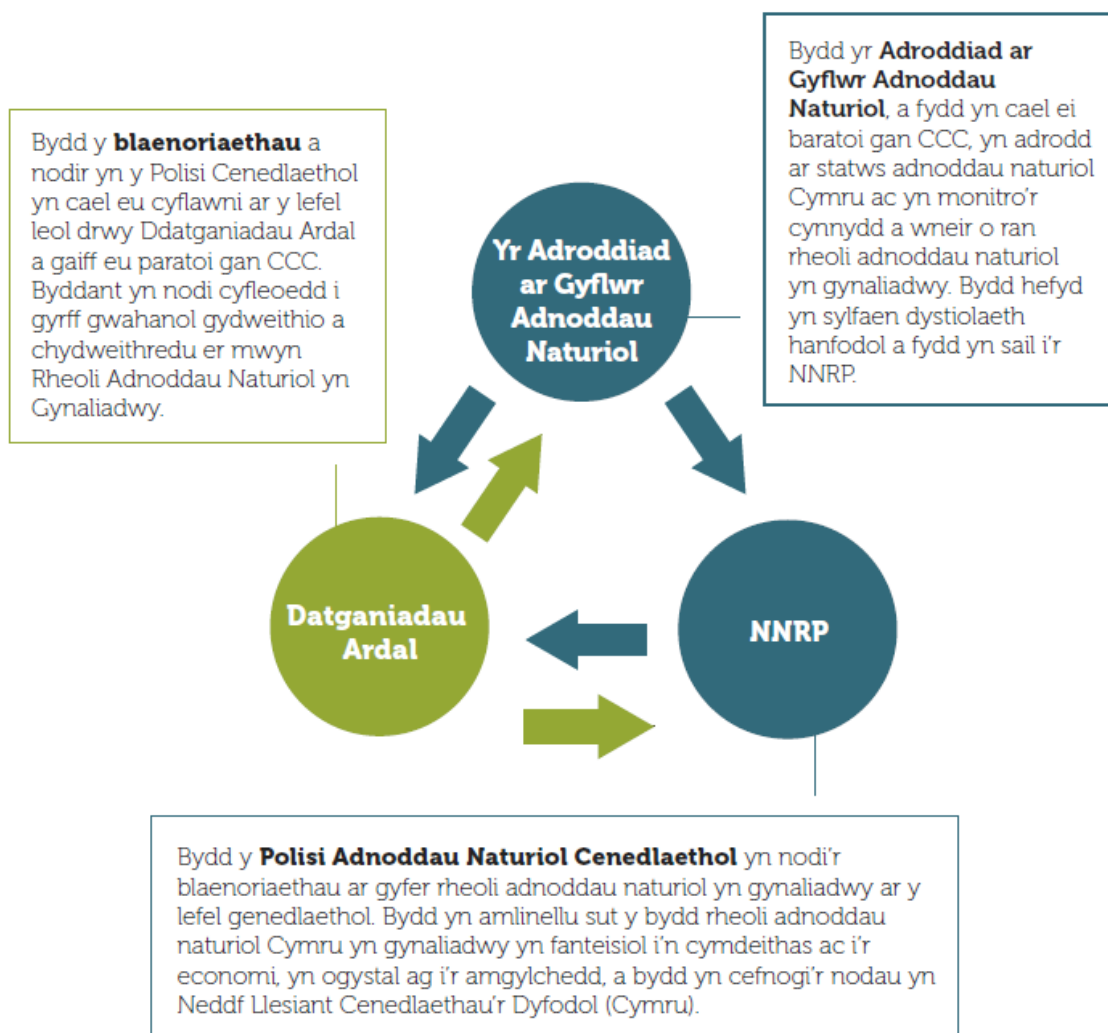 Bydd yr Adroddiad ar
Gyflwr Adnoddau
Naturiol, a fydd yn cael ei
baratoi gan CCC, yn adrodd
ar statws adnoddau naturiol
Cymru ac yn monitro'r
cynnydd a wneir o ran
rheoli adnoddau naturiol
yn gynaliadwy. Bydd hefyd
yn sylfaen dystiolaeth
hanfodol a fydd yn sail i'r
NNRP.
Bydd y blaenoriaethau a
nodir yn y Polisi Cenedlaethol
yn cael eu cyflawni ar y lefel
leol drwy Ddatganiadau Ardal
a gaiff eu paratoi gan CCC.
Byddant yn nodi cyfleoedd i
gyrff gwahanol gydweithio a
chydweithredu er mwyn
Rheoli Adnoddau Naturiol yn
Gynaliadwy.
Yr Adroddiad
ar Gyflwr
Adnoddau
Naturiol
Datganiadau
Ardal
NNRP
Bydd y Polisi Adnoddau Naturiol Cenedlaethol yn nodi'r
blaenoriaethau ar gyfer rheoli adnoddau naturiol yn gynaliadwy ar y
lefel genedlaethol. Bydd yn amlinellu sut y bydd rheoli adnoddau
naturiol Cymru yn gynaliadwy yn fanteisiol i'n cymdeithas ac i'r
economi, yn ogystal ag i'r amgylchedd, a bydd yn cefnogi'r nodau yn
Neddf Llesiant Cenedlaethau'r Dyfodol (Cymru).